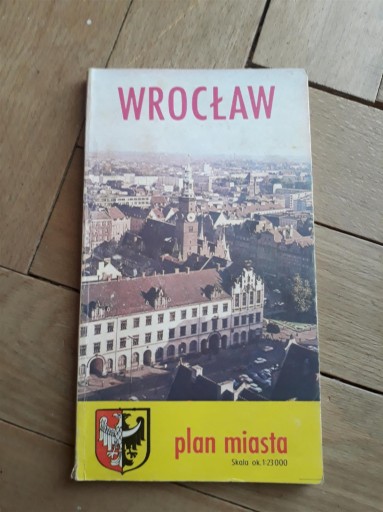 WROCŁAW
plan miasta
Skala ok. 1:23 000